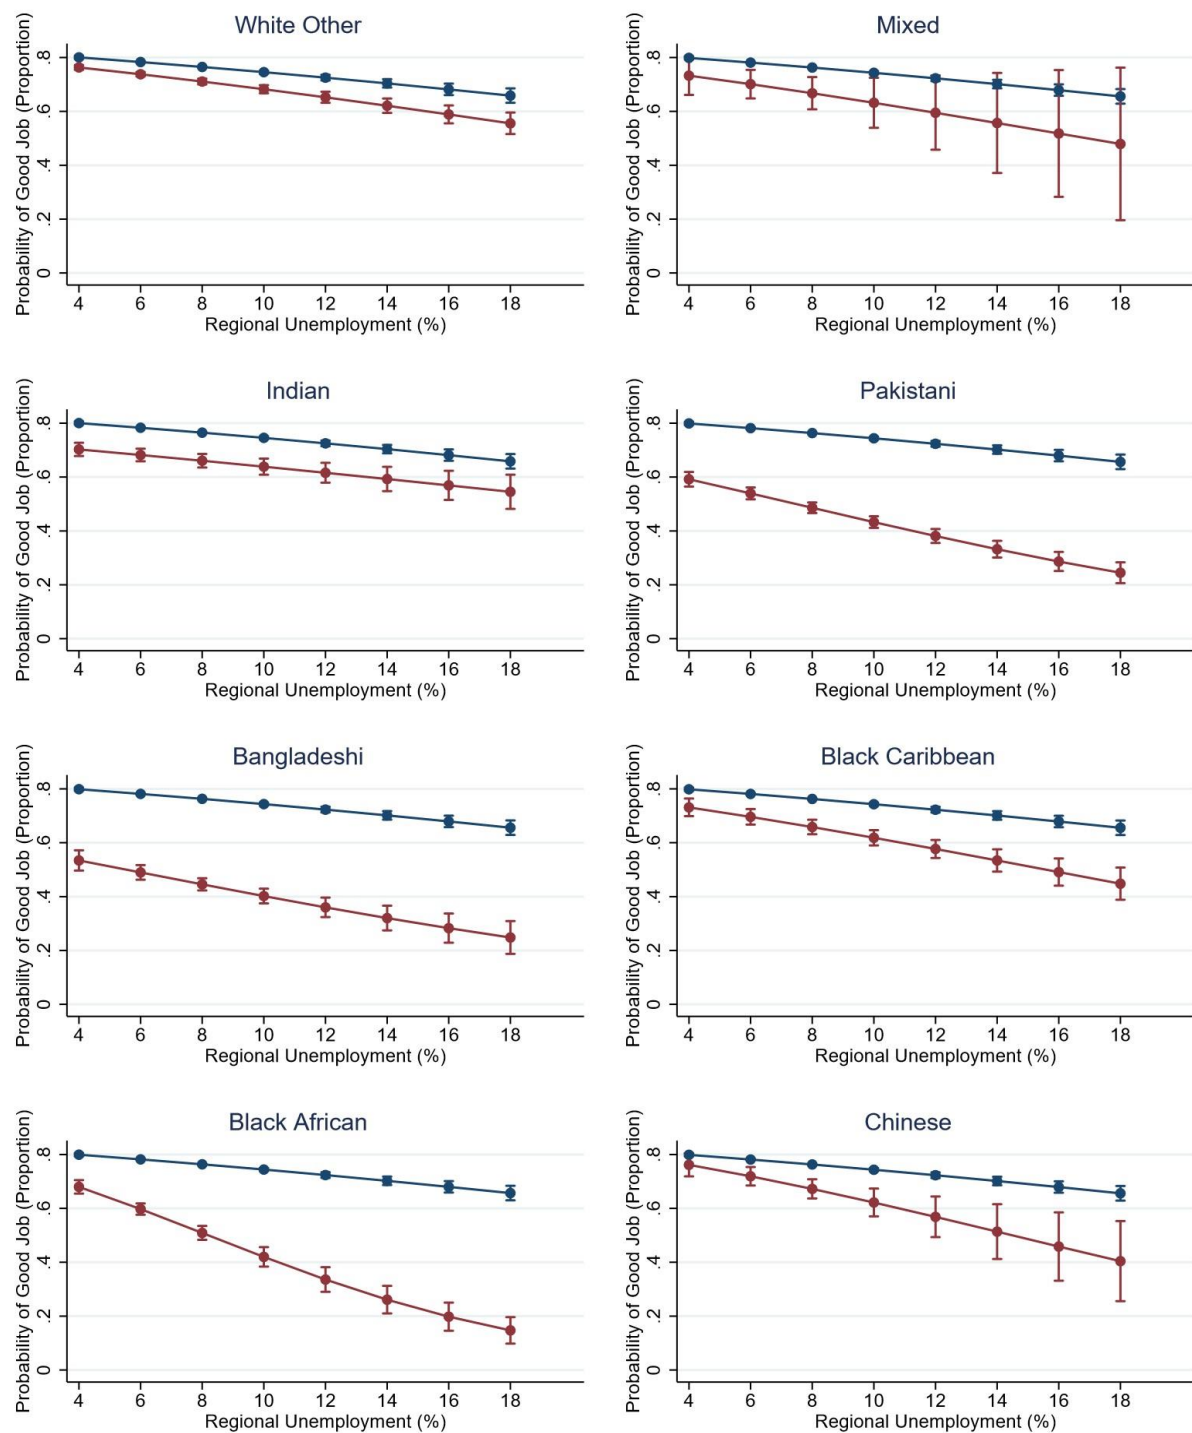 White Other
Probability of Good Job (Proportion)
.8
.6
.4
.2
0
4 6 8 10 12 14 16 18
Regional Unemployment (%)
Mixed
Probability of Good Job (Proportion)
.8
.6
.4
.2
0
4 6 8 10 12 14 16 18
Regional Unemployment (%)
Indian
Probability of Good Job (Proportion)
.8
.6
.4
.2
0
4 6 8 10 12 14 16 18
Regional Unemployment (%)
Pakistani
Probability of Good Job (Proportion)
.8
.6
.4
.2
0
4 6 8 10 12 14 16 18
Regional Unemployment (%)
Bangladeshi
Probability of Good Job (Proportion)
.8
.6
.4
.2
0
4 6 8 10 12 14 16 18
Regional Unemployment (%)
Black Caribbean
Probability of Good Job (Proportion)
.8
.6
.4
.2
0
4 6 8 10 12 14 16 18
Regional Unemployment (%)
Black African
Probability of Good Job (Proportion)
.8
.6
.4
.2
0
4 6 8 10 12 14 16 18
Regional Unemployment (%)
Chinese
Probability of Good Job (Proportion)
.8
.6
.4
.2
0
4 6 8 10 12 14 16 18
Regional Unemployment (%)